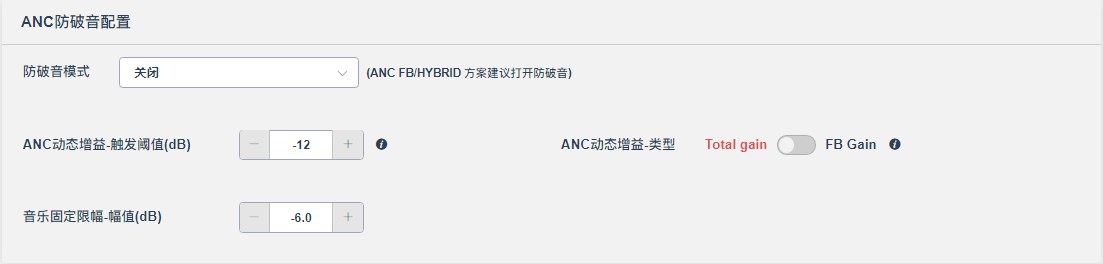 ANC防破音配置
防破音模式 关闭 (ANC FB/HYBRID 方案建议打开防破音)
ANC动态增益-触发阈值(dB) − -12 + ANC动态增益-类型 Total gain FB Gain
音乐固定限幅-幅值(dB) − -6.0 +